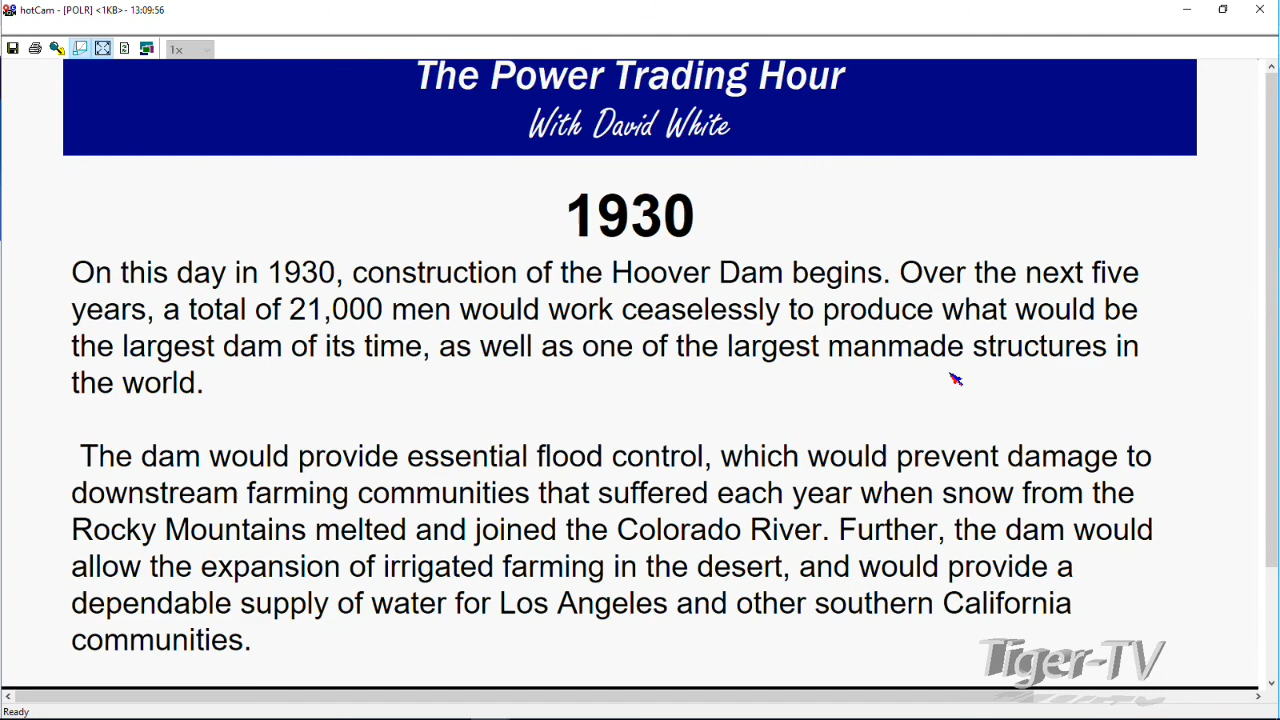 hotCam - [POLR] <1KB> - 13:09:56
1x
The Power Trading Hour
With David White
1930
On this day in 1930, construction of the Hoover Dam begins. Over the next five
years, a total of 21,000 men would work ceaselessly to produce what would be
the largest dam of its time, as well as one of the largest manmade structures in
the world.
The dam would provide essential flood control, which would prevent damage to
downstream farming communities that suffered each year when snow from the
Rocky Mountains melted and joined the Colorado River. Further, the dam would
allow the expansion of irrigated farming in the desert, and would provide a
dependable supply of water for Los Angeles and other southern California
communities.
Tiger-TV
Ready